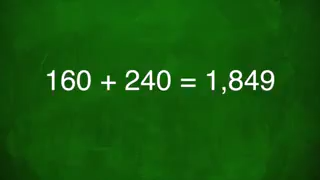 160 + 240 = 1,849